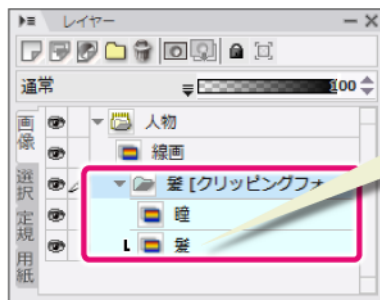 レイヤー
通常
100
画像
選択
定規
用紙
人物
線画
髪 [クリッピングフォ
瞳
髪